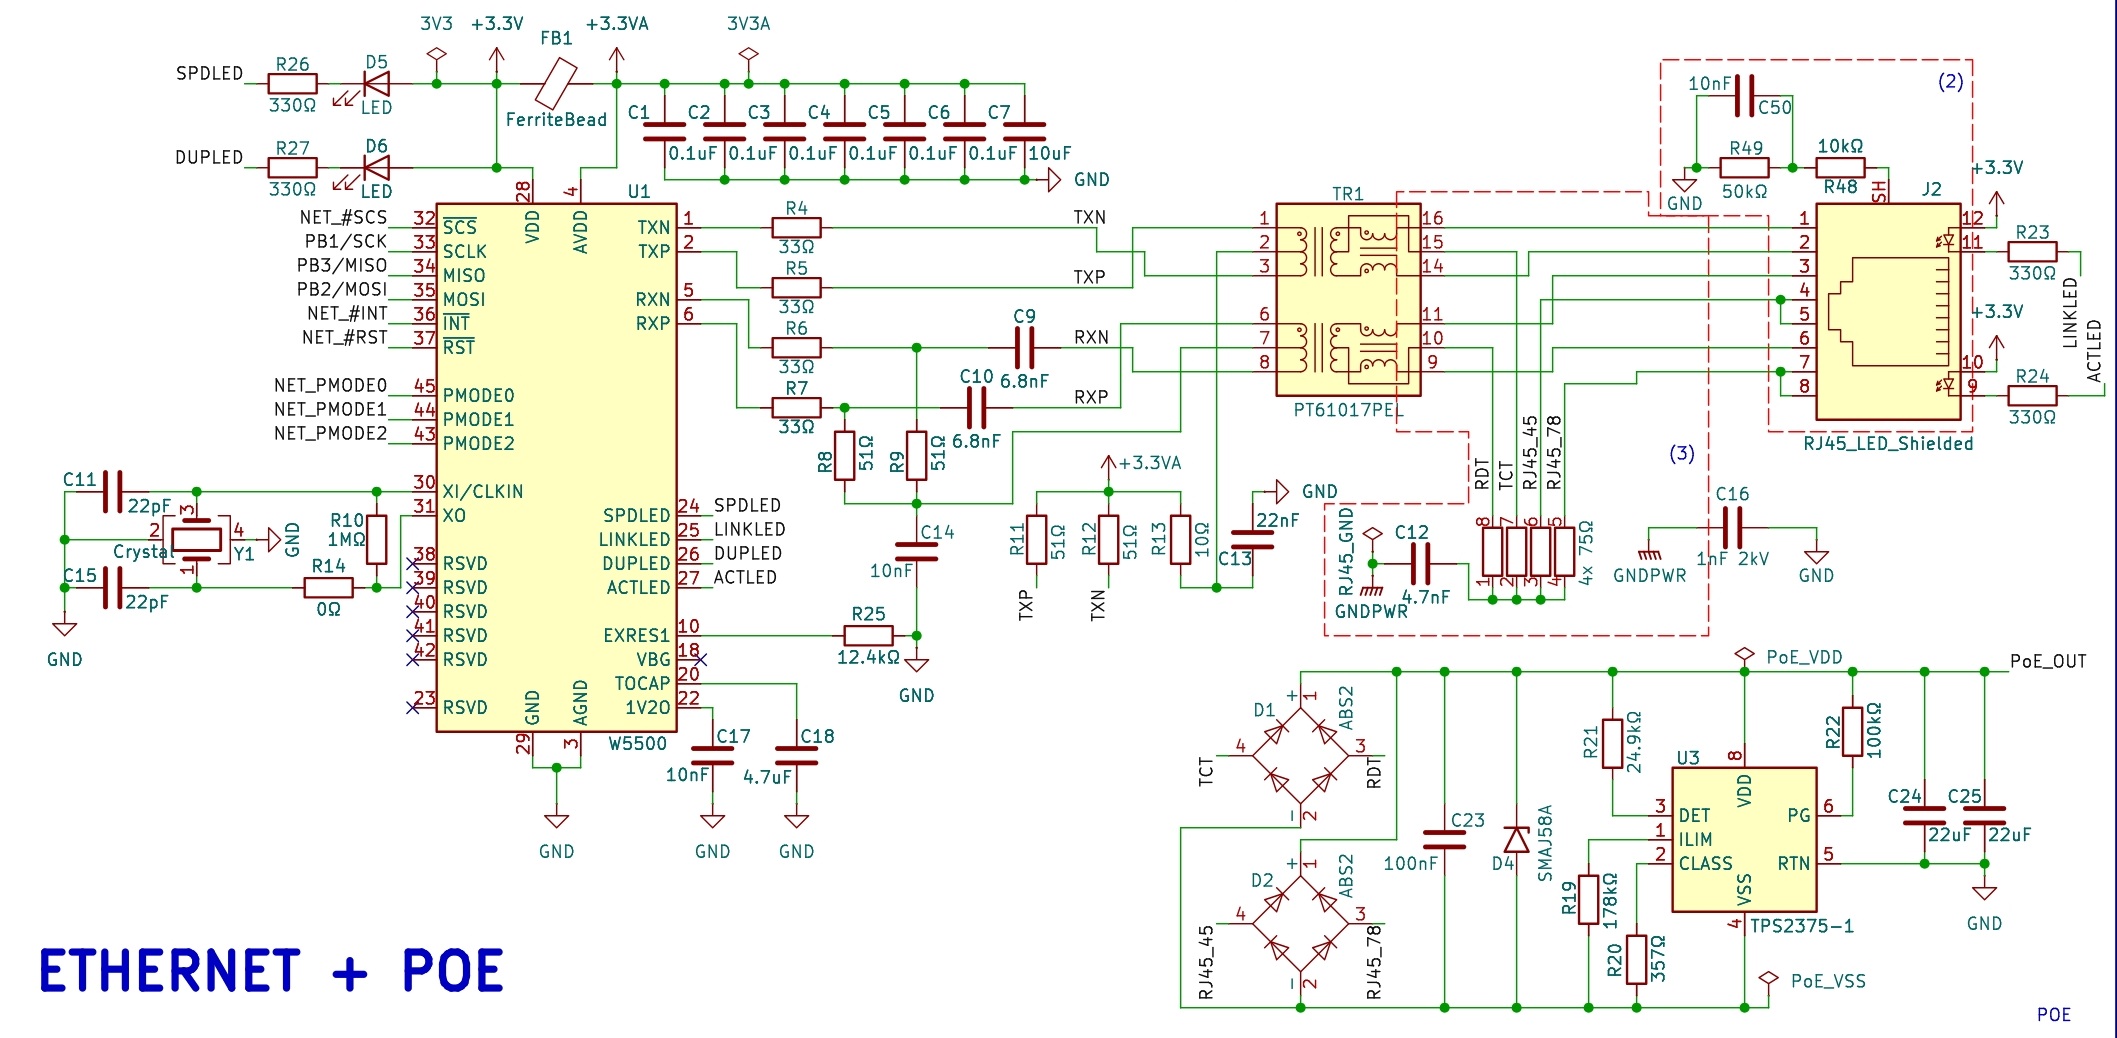 3V3 +3.3V FB1 +3.3VA 3V3A
SPDLED R26 330Ω D5 LED
FerriteBead
DUPLED R27 330Ω D6 LED
C1 C2 C3 C4 C5 C6 C7
0.1uF 0.1uF 0.1uF 0.1uF 0.1uF 0.1uF 10uF
GND
U1
28 4
VDD AVDD
NET_#SCS 32 SCS
PB1/SCK 33 SCLK
PB3/MISO 34 MISO
PB2/MOSI 35 MOSI
NET_#INT 36 INT
NET_#RST 37 RST
NET_PMODE0 45 PMODE0
NET_PMODE1 44 PMODE1
NET_PMODE2 43 PMODE2
30 XI/CLKIN
31 XO
38 RSVD
39 RSVD
40 RSVD
41 RSVD
42 RSVD
23 RSVD
TXN 1
TXP 2
RXN 5
RXP 6
SPDLED 24 SPDLED
LINKLED 25 LINKLED
DUPLED 26 DUPLED
ACTLED 27 ACTLED
EXRES1 10
VBG 18
TOCAP 20
1V2O 22
GND AGND
29 3
W5500
GND
C11 22pF
Crystal Y1
3 2 4 1
GND
C15 22pF
GND
R10 1MΩ
R14 0Ω
R4 33Ω TXN
R5 33Ω TXP
R6 33Ω C9 6.8nF RXN
R7 33Ω C10 6.8nF RXP
R8 51Ω R9 51Ω
C14 10nF
R25 12.4kΩ
GND
C17 10nF GND
C18 4.7uF GND
+3.3VA
R11 51Ω TXP
R12 51Ω TXN
R13 10Ω
22nF C13 GND
TR1
1 2 3 6 7 8
16 15 14 11 10 9
PT61017PEL
RDT TCT RJ45_45 RJ45_78
8 7 6 5
1 2 3 4
4x 75Ω
RJ45_GND
GNDPWR
C12 4.7nF
(3)
C16 1nF 2kV
GNDPWR GND
(2)
10nF C50
R49 50kΩ
10kΩ R48
GND
SH
J2
1 2 3 4 5 6 7 8
12 11 10 9
RJ45_LED_Shielded
+3.3V
R23 330Ω LINKLED
+3.3V
R24 330Ω ACTLED
D1 ABS2
+ 1
TCT 4 3 RDT
- 2
D2 ABS2
+ 1
RJ45_45 4 3 RJ45_78
- 2
C23 100nF
D4 SMAJ58A
PoE_VDD PoE_OUT
R21 24.9kΩ
R22 100kΩ
U3
8 VDD
3 DET
1 ILIM
2 CLASS
PG 6
RTN 5
VSS 4
TPS2375-1
R19 178kΩ
R20 357Ω
C24 22uF C25 22uF
GND
PoE_VSS
ETHERNET + POE
POE